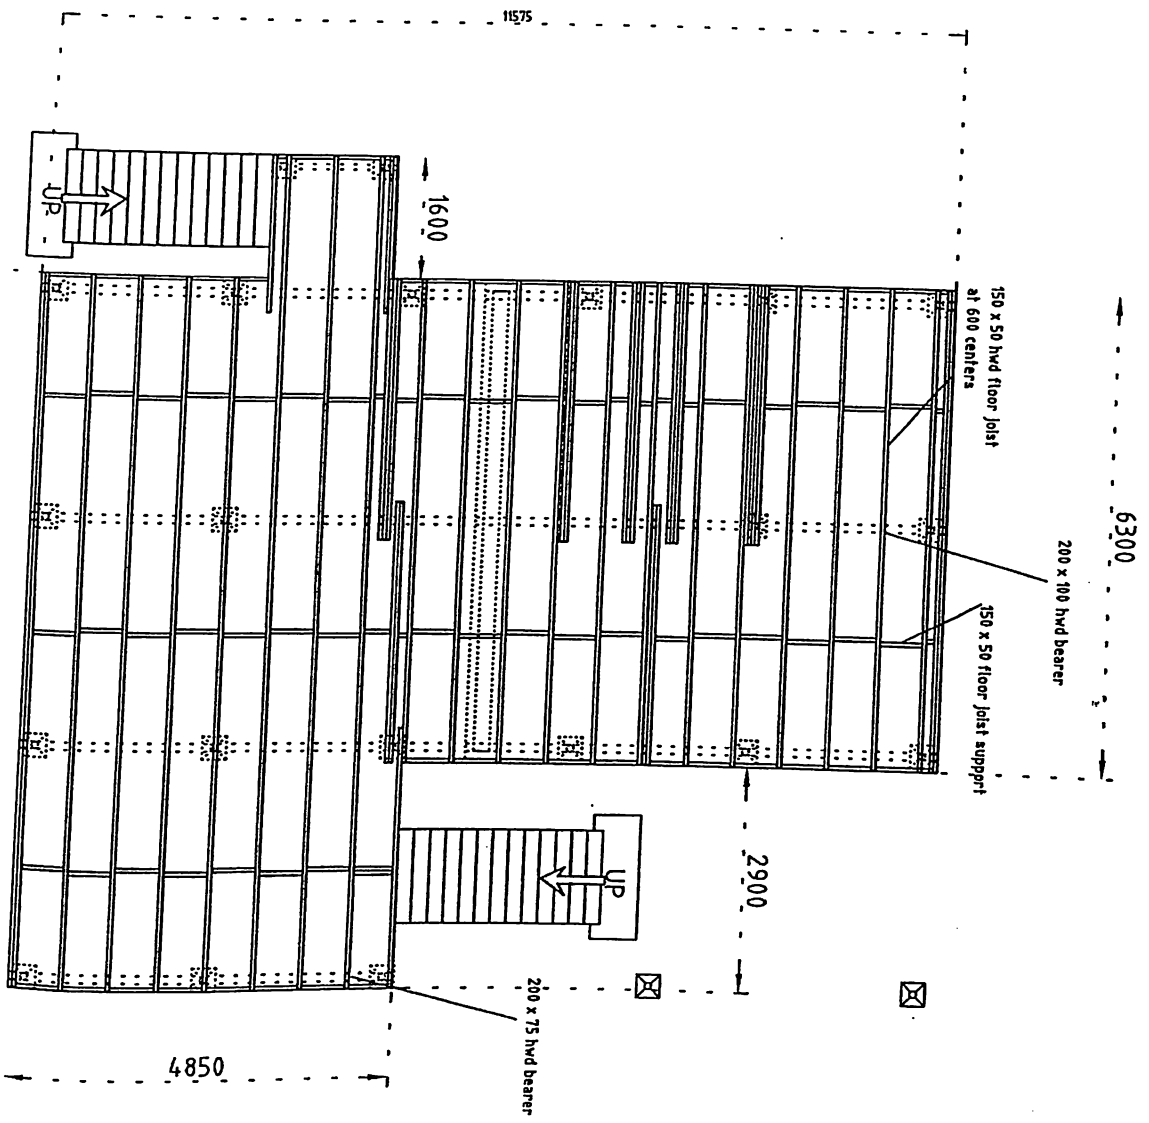 11575
UP
1600
150 x 50 hwd floor joist
at 600 centers
6300
200 x 100 hwd bearer
150 x 50 floor joist suppprt
2900
UP
200 x 75 hwd bearer
4850